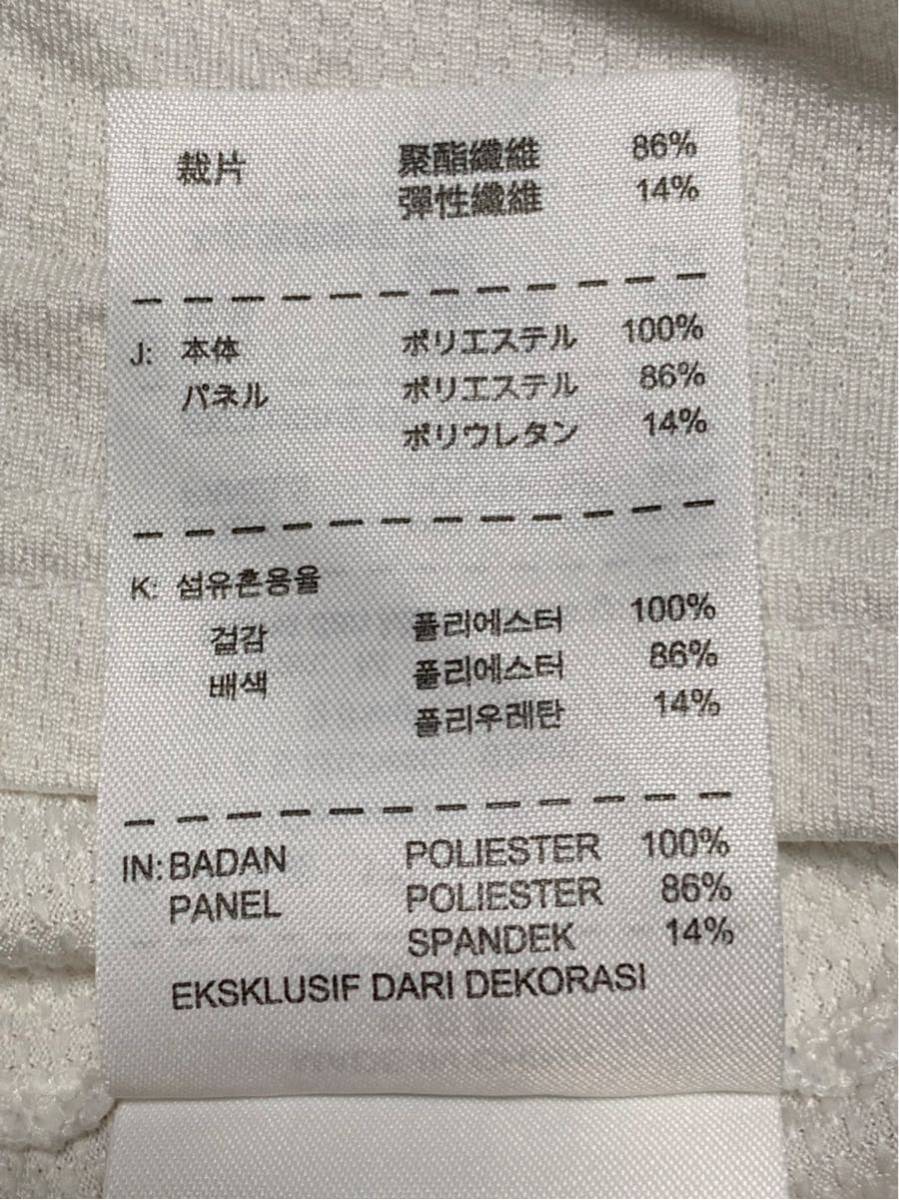 裁片 聚酯纖維 86%
彈性纖維 14%
J: 本体 ポリエステル 100%
パネル ポリエステル 86%
ポリウレタン 14%
K: 섬유혼용율
겉감 폴리에스터 100%
배색 폴리에스터 86%
폴리우레탄 14%
IN: BADAN POLIESTER 100%
PANEL POLIESTER 86%
SPANDEK 14%
EKSKLUSIF DARI DEKORASI